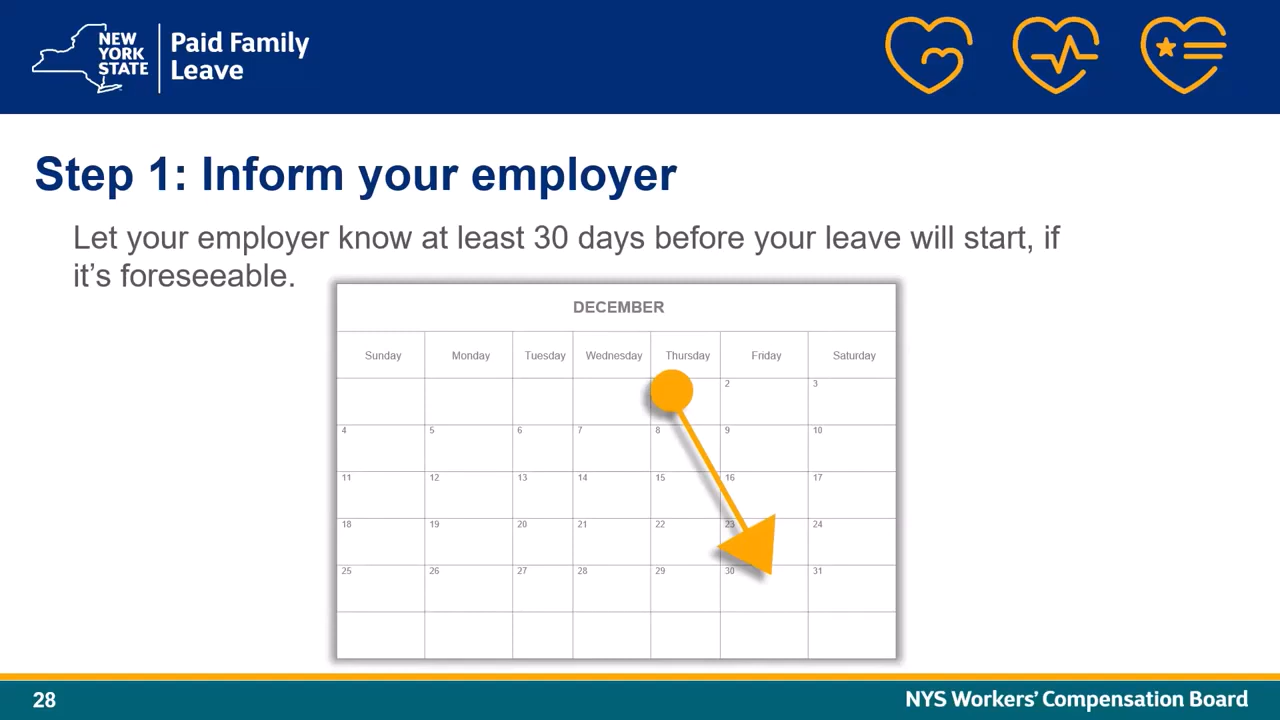 NEW
YORK
STATE
Paid Family
Leave
Step 1: Inform your employer
Let your employer know at least 30 days before your leave will start, if
it's foreseeable.
DECEMBER
Sunday Monday Tuesday Wednesday Thursday Friday Saturday
2 3
4 5 6 7 8 9 10
11 12 13 14 15 16 17
18 19 20 21 22 23 24
25 26 27 28 29 30 31
28
NYS Workers' Compensation Board